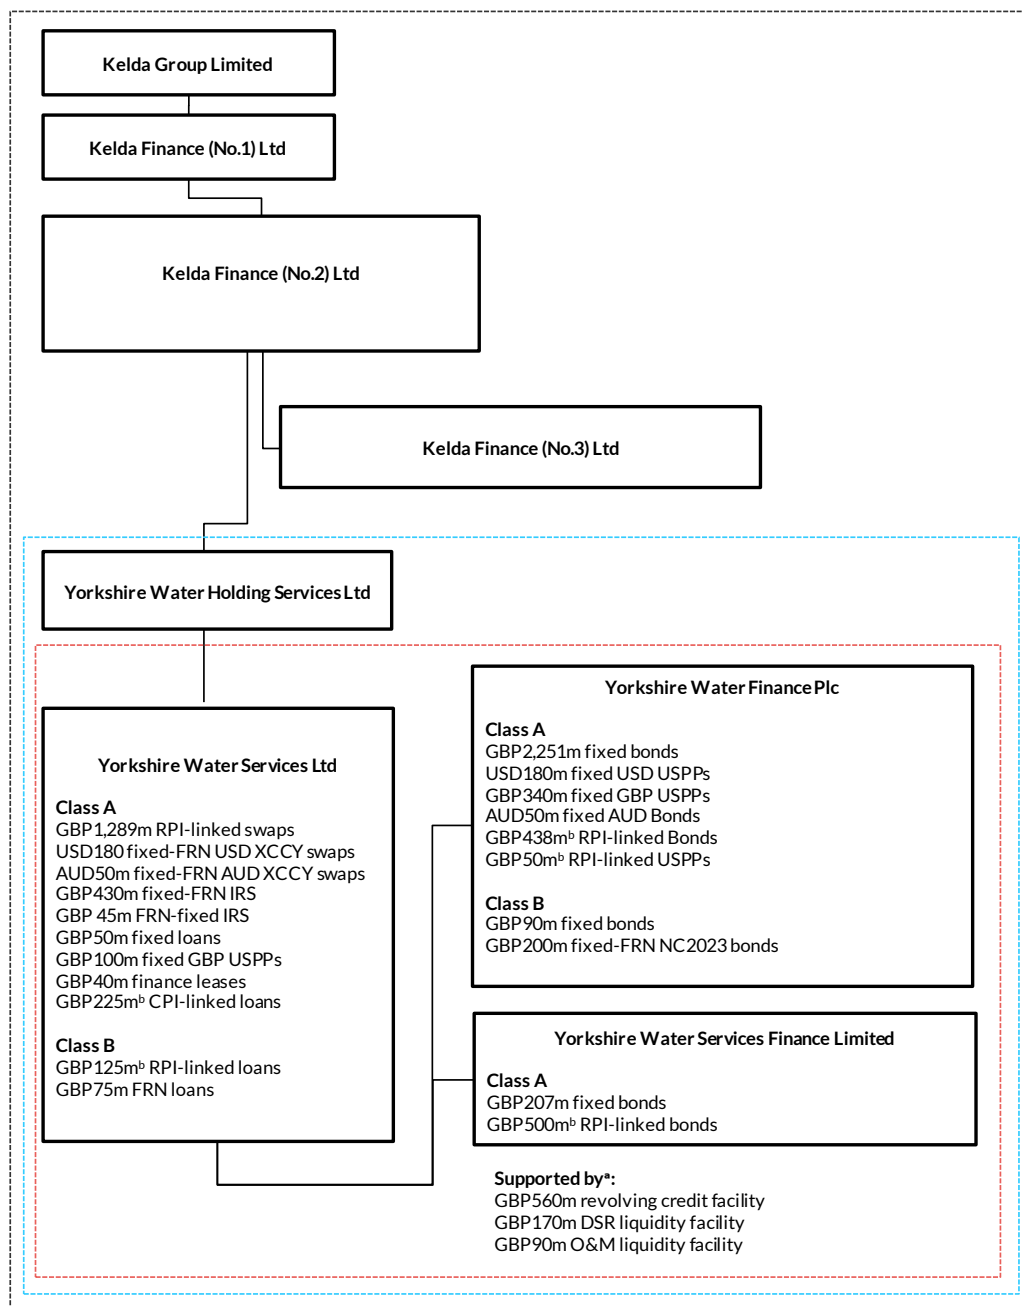 Kelda Group Limited
Kelda Finance (No.1) Ltd
Kelda Finance (No.2) Ltd
Kelda Finance (No.3) Ltd
Yorkshire Water Holding Services Ltd
Yorkshire Water Services Ltd
Class A
GBP1,289m RPI-linked swaps
USD180 fixed-FRN USD XCCY swaps
AUD50m fixed-FRN AUD XCCY swaps
GBP430m fixed-FRN IRS
GBP 45m FRN-fixed IRS
GBP50m fixed loans
GBP100m fixed GBP USPPs
GBP40m finance leases
GBP225mᵇ CPI-linked loans
Class B
GBP125mᵇ RPI-linked loans
GBP75m FRN loans
Yorkshire Water Finance Plc
Class A
GBP2,251m fixed bonds
USD180m fixed USD USPPs
GBP340m fixed GBP USPPs
AUD50m fixed AUD Bonds
GBP438mᵇ RPI-linked Bonds
GBP50mᵇ RPI-linked USPPs
Class B
GBP90m fixed bonds
GBP200m fixed-FRN NC2023 bonds
Yorkshire Water Services Finance Limited
Class A
GBP207m fixed bonds
GBP500mᵇ RPI-linked bonds
Supported byᵃ:
GBP560m revolving credit facility
GBP170m DSR liquidity facility
GBP90m O&M liquidity facility